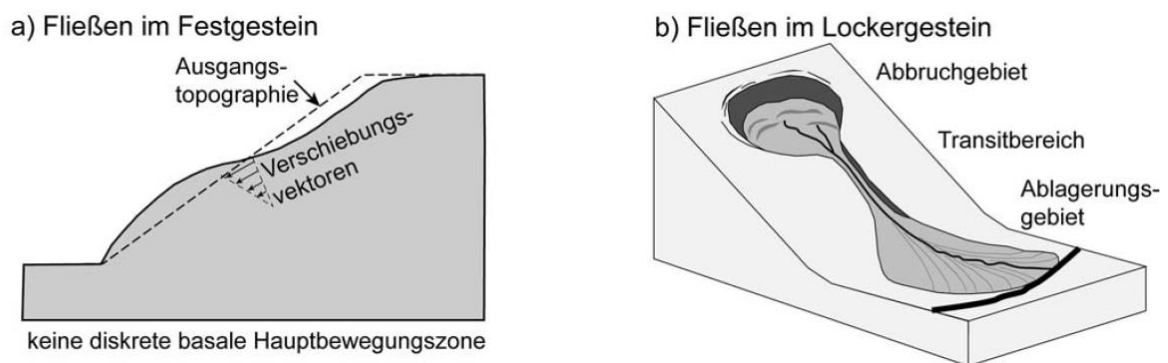 a) Fließen im Festgestein
Ausgangs-
topographie
Verschiebungs-
vektoren
keine diskrete basale Hauptbewegungszone
b) Fließen im Lockergestein
Abbruchgebiet
Transitbereich
Ablagerungs-
gebiet